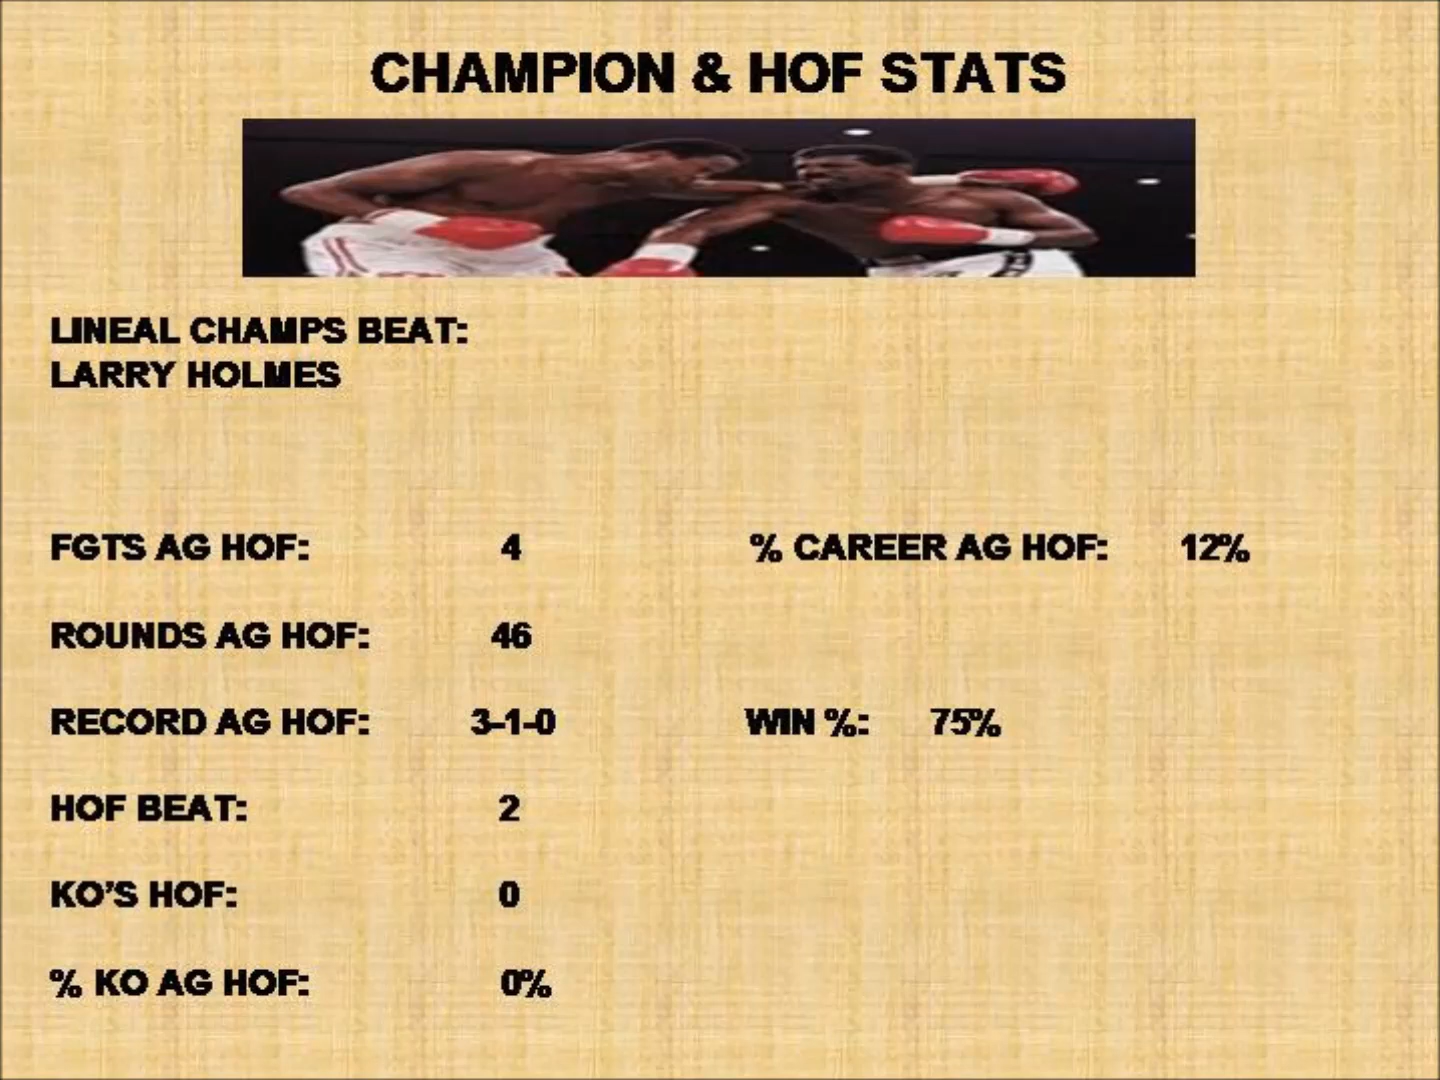 CHAMPION & HOF STATS
LINEAL CHAMPS BEAT:
LARRY HOLMES
FGTS AG HOF: 4 % CAREER AG HOF: 12%
ROUNDS AG HOF: 46
RECORD AG HOF: 3-1-0 WIN %: 75%
HOF BEAT: 2
KO’S HOF: 0
% KO AG HOF: 0%